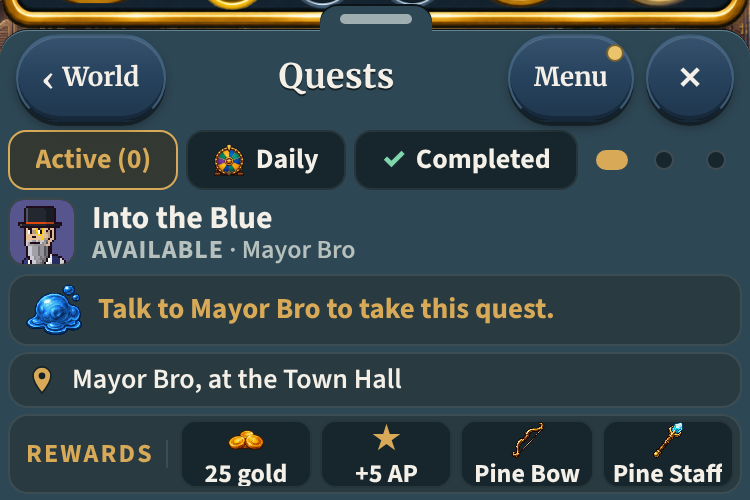 ‹ World
Quests
Menu
✕
Active (0)
Daily
✓ Completed
Into the Blue
AVAILABLE · Mayor Bro
Talk to Mayor Bro to take this quest.
Mayor Bro, at the Town Hall
REWARDS
25 gold
+5 AP
Pine Bow
Pine Staff